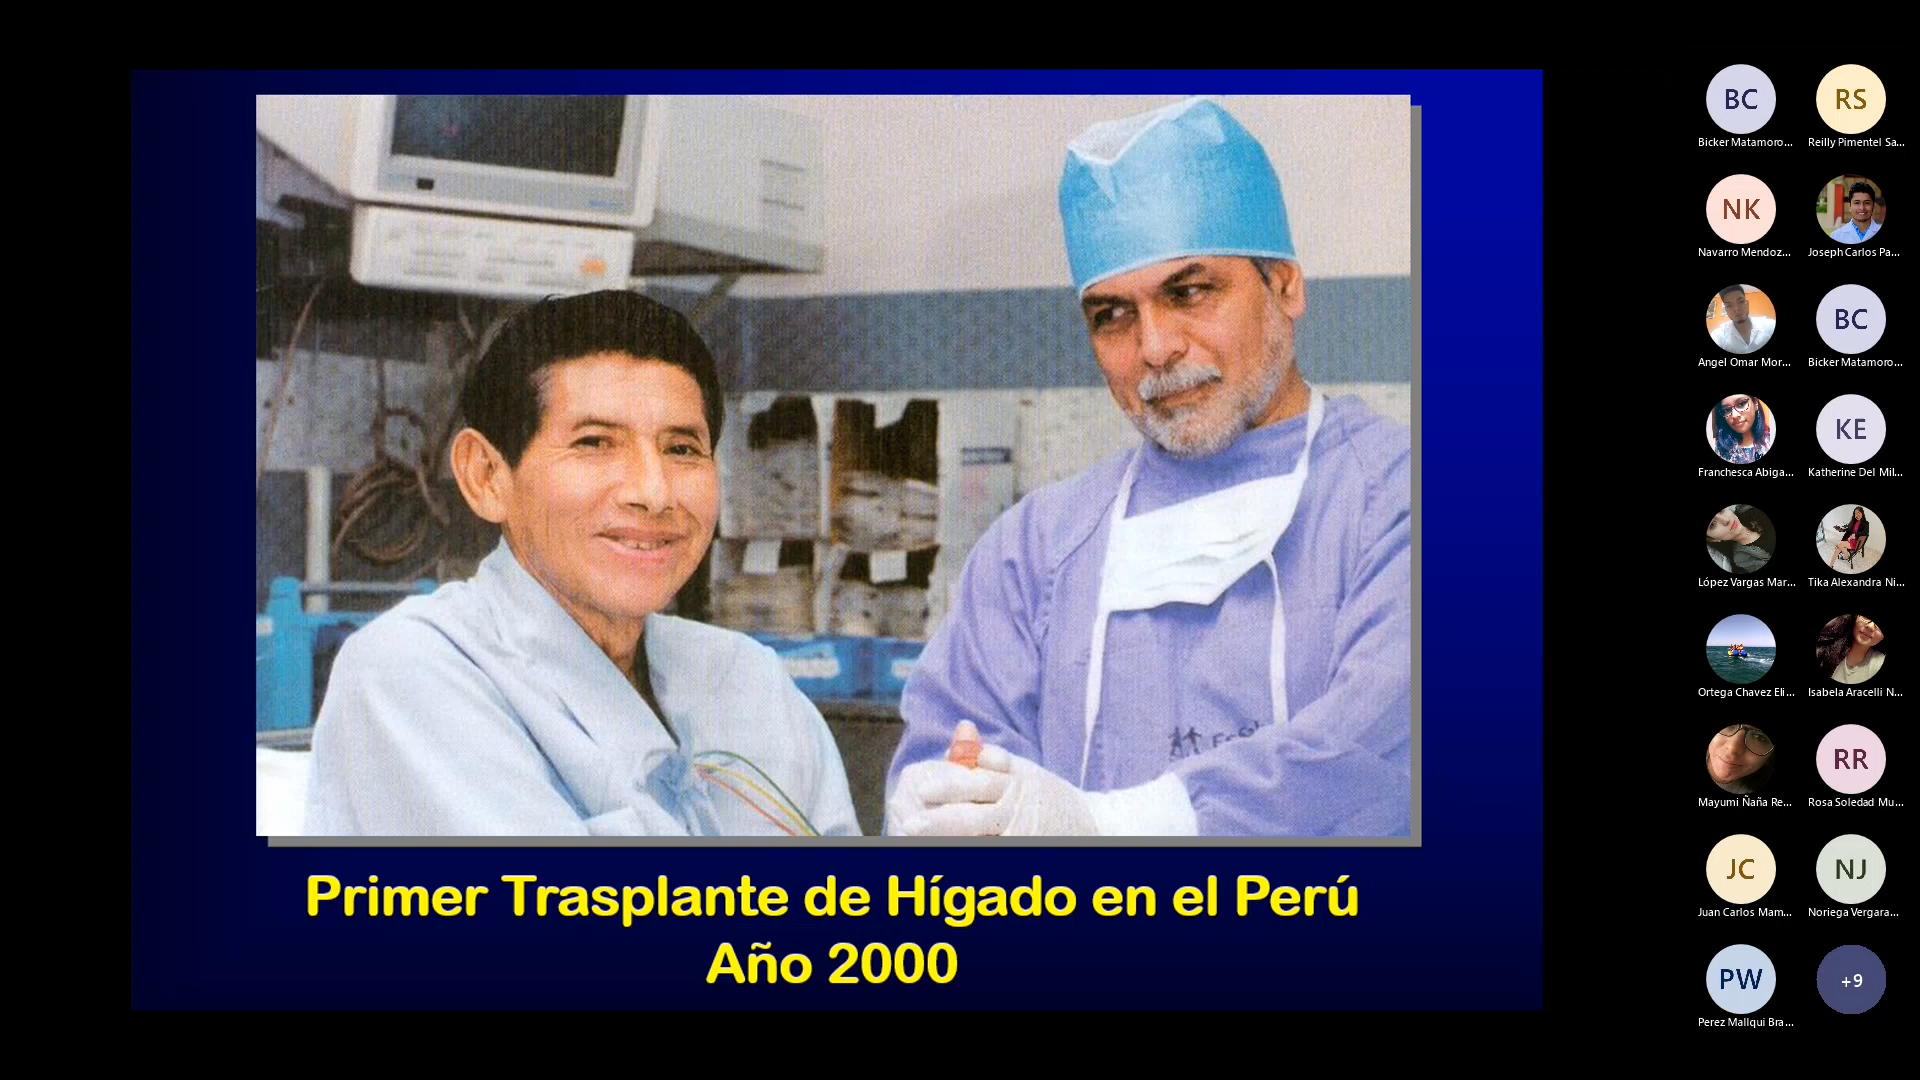 Primer Trasplante de Hígado en el Perú
Año 2000
BC
Bicker Matamoro...
RS
Reilly Pimentel Sa...
NK
Navarro Mendoz...
Joseph Carlos Pa...
Angel Omar Mor...
BC
Bicker Matamoro...
Franchesca Abiga...
KE
Katherine Del Mil...
López Vargas Mar...
Tika Alexandra Ni...
Ortega Chavez Eli...
Isabela Aracelli N...
Mayumi Ñaña Re...
RR
Rosa Soledad Mu...
JC
Juan Carlos Mam...
NJ
Noriega Vergara...
PW
Perez Mallqui Bra...
+9